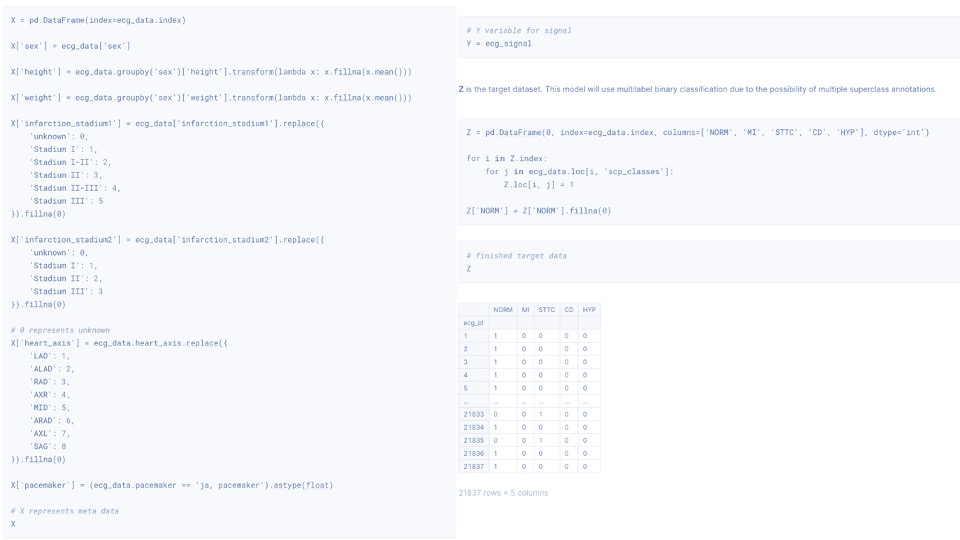 X = pd.DataFrame(index=ecg_data.index)
X['sex'] = ecg_data['sex']
X['height'] = ecg_data.groupby('sex')['height'].transform(lambda x: x.fillna(x.mean()))
X['weight'] = ecg_data.groupby('sex')['weight'].transform(lambda x: x.fillna(x.mean()))
X['infarction_stadium1'] = ecg_data['infarction_stadium1'].replace({
    'unknown': 0,
    'Stadium I': 1,
    'Stadium I-II': 2,
    'Stadium II': 3,
    'Stadium II-III': 4,
    'Stadium III': 5
}).fillna(0)
X['infarction_stadium2'] = ecg_data['infarction_stadium2'].replace({
    'unknown': 0,
    'Stadium I': 1,
    'Stadium II': 2,
    'Stadium III': 3
}).fillna(0)
# 0 represents unknown
X['heart_axis'] = ecg_data.heart_axis.replace({
    'LAD': 1,
    'ALAD': 2,
    'RAD': 3,
    'AXR': 4,
    'MID': 5,
    'ARAD': 6,
    'AXL': 7,
    'SAG': 8
}).fillna(0)
X['pacemaker'] = (ecg_data.pacemaker == 'ja, pacemaker').astype(float)
# X represents meta data
X
# Y variable for signal
Y = ecg_signal
Z is the target dataset. This model will use multilabel binary classification due to the possibility of multiple superclass annotations.
Z = pd.DataFrame(0, index=ecg_data.index, columns=['NORM', 'MI', 'STTC', 'CD', 'HYP'], dtype='int')
for i in Z.index:
    for j in ecg_data.loc[i, 'scp_classes']:
        Z.loc[i, j] = 1
Z['NORM'] = Z['NORM'].fillna(0)
# finished target data
Z
NORM MI STTC CD HYP
ecg_id
1 1 0 0 0 0
2 1 0 0 0 0
3 1 0 0 0 0
4 1 0 0 0 0
5 1 0 0 0 0
... ... ... ... ... ...
21833 0 0 1 0 0
21834 1 0 0 0 0
21835 0 0 1 0 0
21836 1 0 0 0 0
21837 1 0 0 0 0
21837 rows × 5 columns